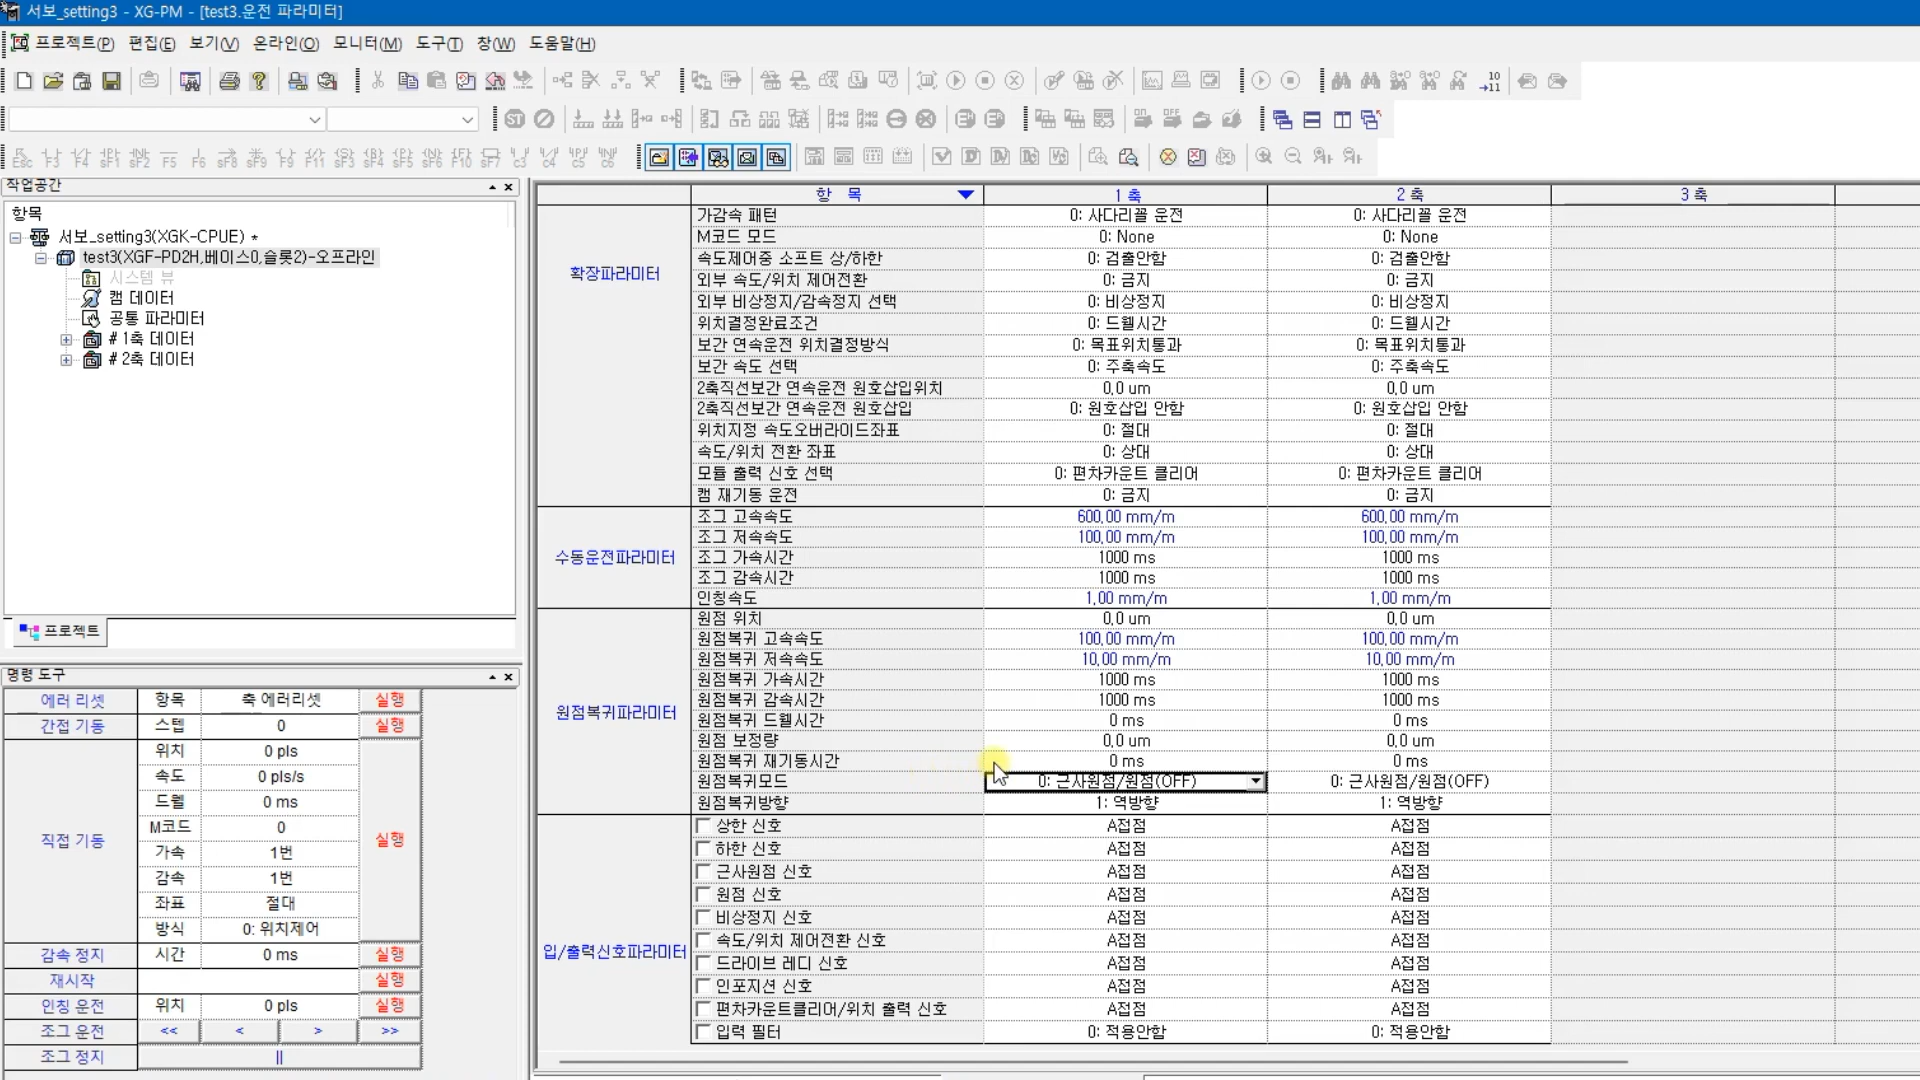 서보_setting3 - XG-PM - [test3.운전 파라미터]
프로젝트(P) 편집(E) 보기(V) 온라인(O) 모니터(M) 도구(T) 창(W) 도움말(H)
10
→11
Esc F3 F4 sF1 sF2 F5 F6 sF8 sF9 F9 F11 sF3 sF4 sF5 sF6 F10 sF7 c3 c4 c5 c6
작업공간
항목
서보_setting3(XGK-CPUE) *
test3(XGF-PD2H,베이스0,슬롯2)-오프라인
시스템 뷰
캠 데이터
공통 파라미터
# 1축 데이터
# 2축 데이터
프로젝트
명령 도구
에러 리셋 항목 축 에러리셋 실행
간접 기동 스텝 0 실행
직접 기동 위치 0 pls 실행
속도 0 pls/s
드웰 0 ms
M코드 0
가속 1번
감속 1번
좌표 절대
방식 0: 위치제어
감속 정지 시간 0 ms 실행
재시작 실행
인칭 운전 위치 0 pls 실행
조그 운전 << < > >>
조그 정지 ||
항 목 1 축 2 축 3 축
확장파라미터
가감속 패턴 0: 사다리꼴 운전 0: 사다리꼴 운전
M코드 모드 0: None 0: None
속도제어중 소프트 상/하한 0: 검출안함 0: 검출안함
외부 속도/위치 제어전환 0: 금지 0: 금지
외부 비상정지/감속정지 선택 0: 비상정지 0: 비상정지
위치결정완료조건 0: 드웰시간 0: 드웰시간
보간 연속운전 위치결정방식 0: 목표위치통과 0: 목표위치통과
보간 속도 선택 0: 주축속도 0: 주축속도
2축직선보간 연속운전 원호삽입위치 0.0 um 0.0 um
2축직선보간 연속운전 원호삽입 0: 원호삽입 안함 0: 원호삽입 안함
위치지정 속도오버라이드좌표 0: 절대 0: 절대
속도/위치 전환 좌표 0: 상대 0: 상대
모듈 출력 신호 선택 0: 편차카운트 클리어 0: 편차카운트 클리어
캠 재기동 운전 0: 금지 0: 금지
수동운전파라미터
조그 고속속도 600.00 mm/m 600.00 mm/m
조그 저속속도 100.00 mm/m 100.00 mm/m
조그 가속시간 1000 ms 1000 ms
조그 감속시간 1000 ms 1000 ms
인칭속도 1.00 mm/m 1.00 mm/m
원점복귀파라미터
원점 위치 0.0 um 0.0 um
원점복귀 고속속도 100.00 mm/m 100.00 mm/m
원점복귀 저속속도 10.00 mm/m 10.00 mm/m
원점복귀 가속시간 1000 ms 1000 ms
원점복귀 감속시간 1000 ms 1000 ms
원점복귀 드웰시간 0 ms 0 ms
원점 보정량 0.0 um 0.0 um
원점복귀 재기동시간 0 ms 0 ms
원점복귀모드 0: 근사원점/원점(OFF) 0: 근사원점/원점(OFF)
원점복귀방향 1: 역방향 1: 역방향
입/출력신호파라미터
상한 신호 A접점 A접점
하한 신호 A접점 A접점
근사원점 신호 A접점 A접점
원점 신호 A접점 A접점
비상정지 신호 A접점 A접점
속도/위치 제어전환 신호 A접점 A접점
드라이브 레디 신호 A접점 A접점
인포지션 신호 A접점 A접점
편차카운트클리어/위치 출력 신호 A접점 A접점
입력 필터 0: 적용안함 0: 적용안함